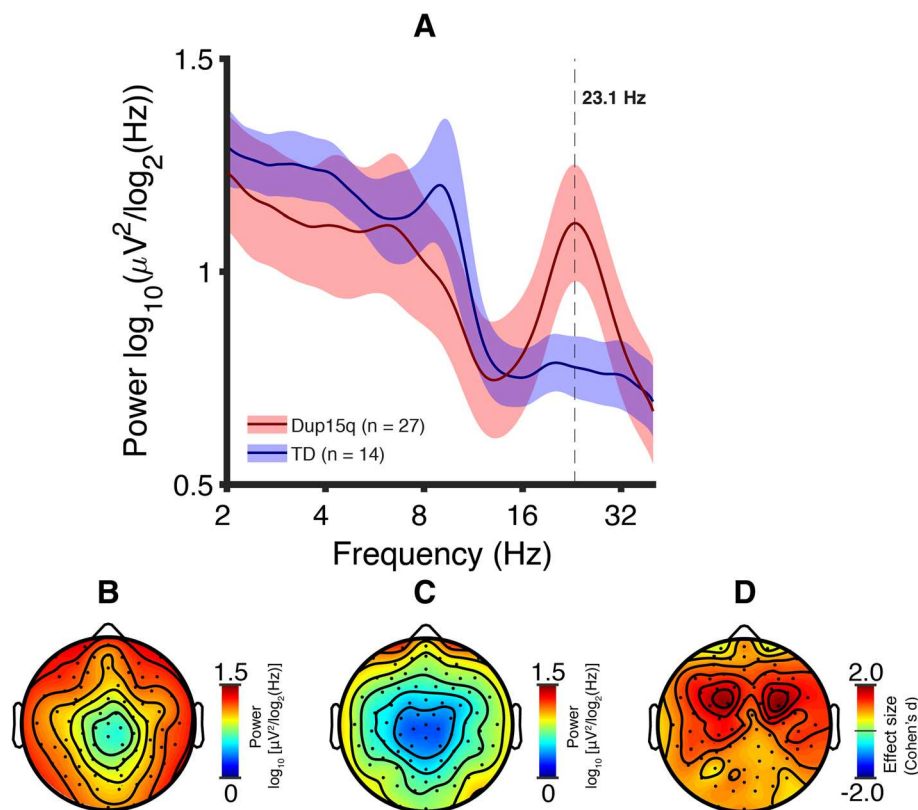 A
1.5
23.1 Hz
Power log₁₀(μV²/log₂(Hz))
1
Dup15q (n = 27)
TD (n = 14)
0.5
2 4 8 16 32
Frequency (Hz)
B C D
1.5
Power
log₁₀ [μV²/log₂(Hz)]
0
1.5
Power
log₁₀ [μV²/log₂(Hz)]
0
2.0
Effect size
(Cohen's d)
-2.0